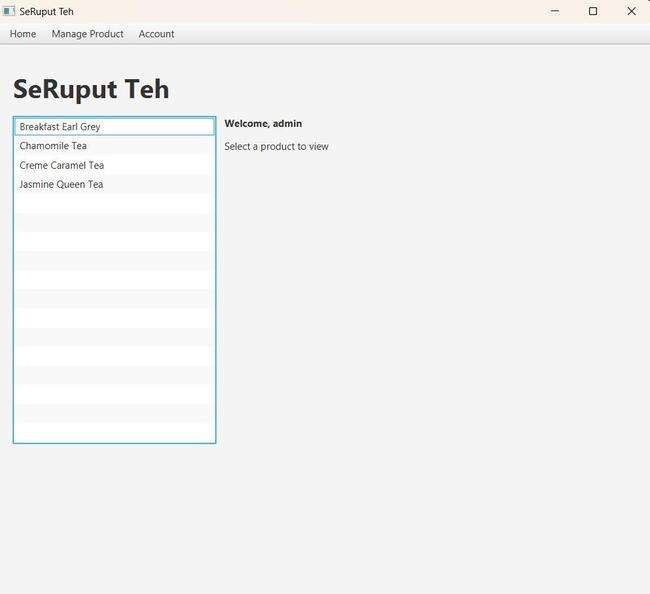 SeRuput Teh
Home Manage Product Account
SeRuput Teh
Breakfast Earl Grey
Chamomile Tea
Creme Caramel Tea
Jasmine Queen Tea
Welcome, admin
Select a product to view